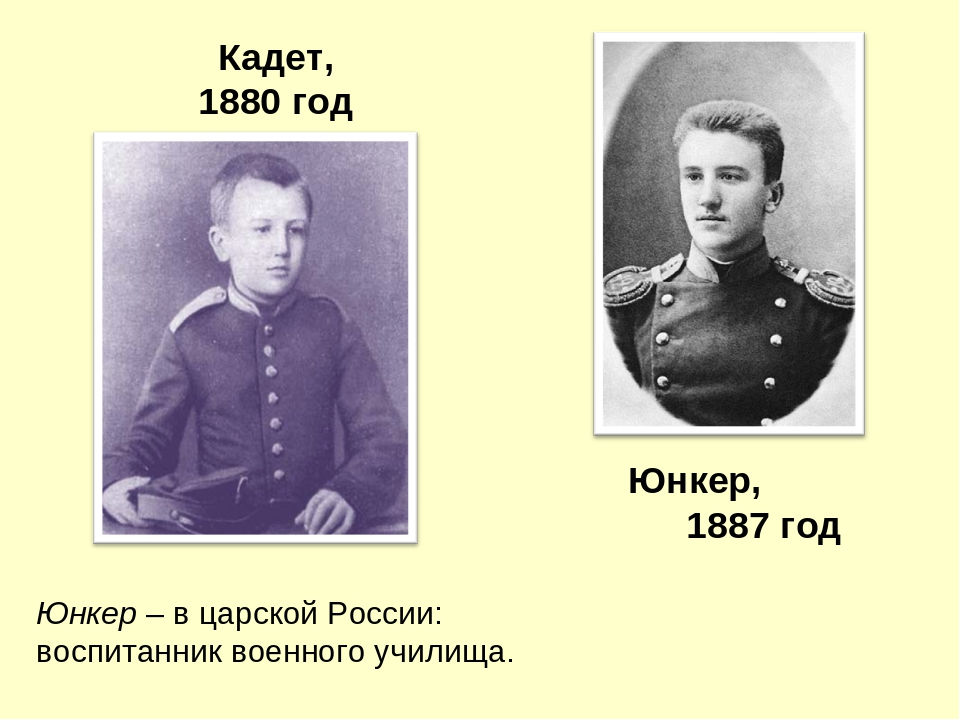 Кадет,
1880 год
Юнкер,
1887 год
Юнкер – в царской России:
воспитанник военного училища.